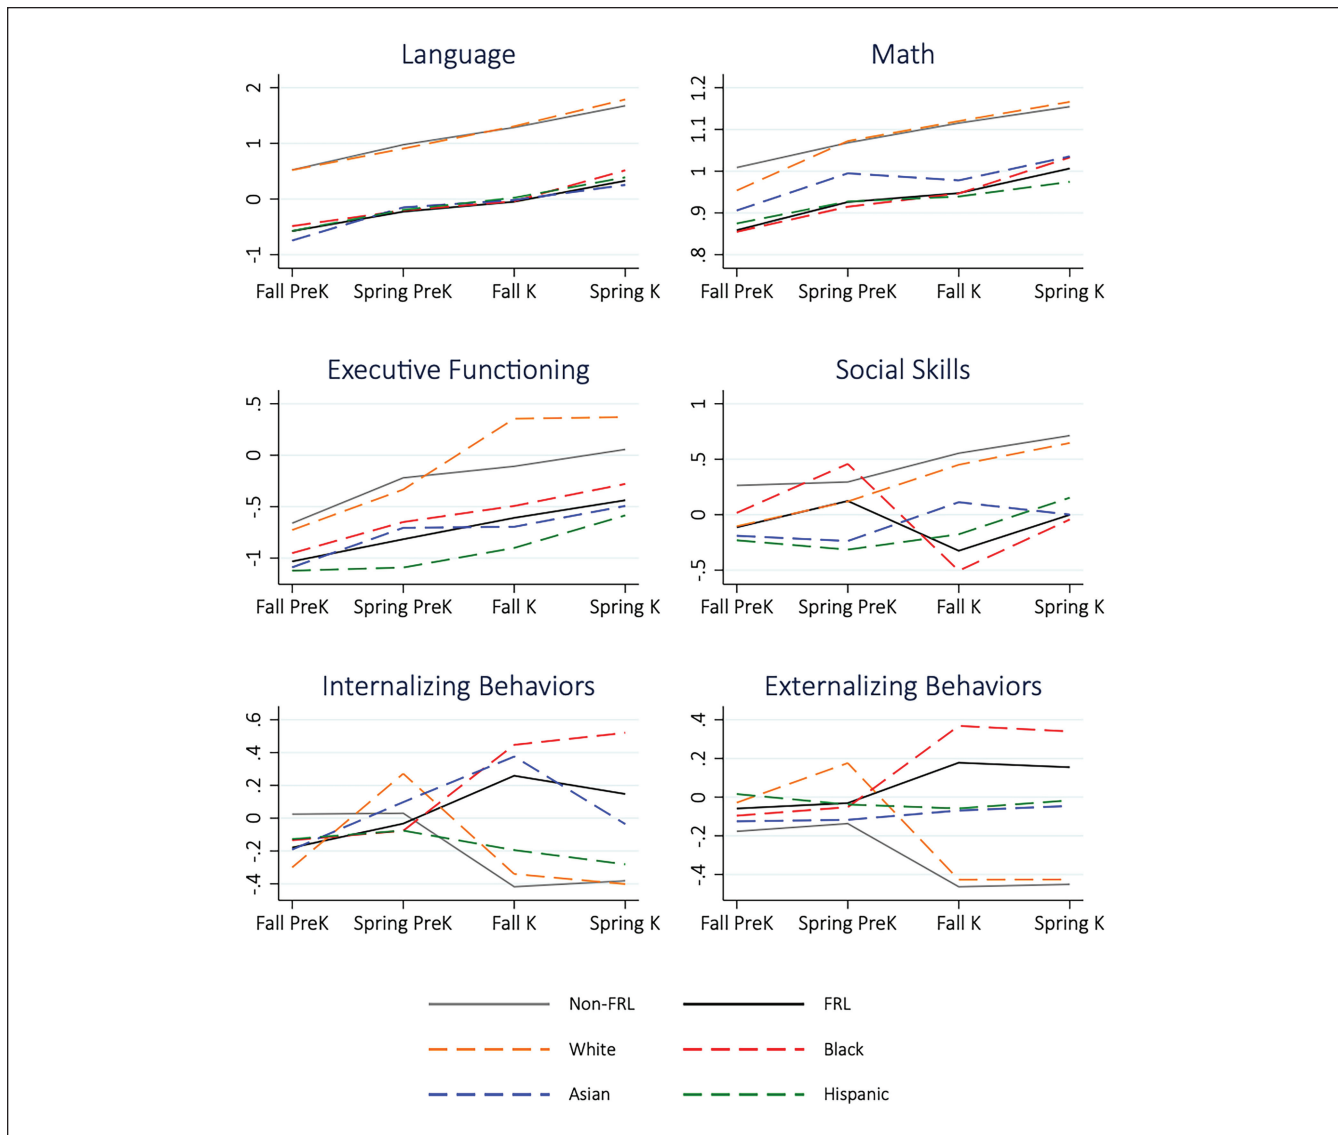 Language
2
1
0
-1
Fall PreK Spring PreK Fall K Spring K
Math
1.2
1.1
1
.9
.8
Fall PreK Spring PreK Fall K Spring K
Executive Functioning
.5
0
-.5
-1
Fall PreK Spring PreK Fall K Spring K
Social Skills
1
.5
0
-.5
Fall PreK Spring PreK Fall K Spring K
Internalizing Behaviors
.6
.4
.2
0
-.2
-.4
Fall PreK Spring PreK Fall K Spring K
Externalizing Behaviors
.4
.2
0
-.2
-.4
Fall PreK Spring PreK Fall K Spring K
Non-FRL FRL
White Black
Asian Hispanic